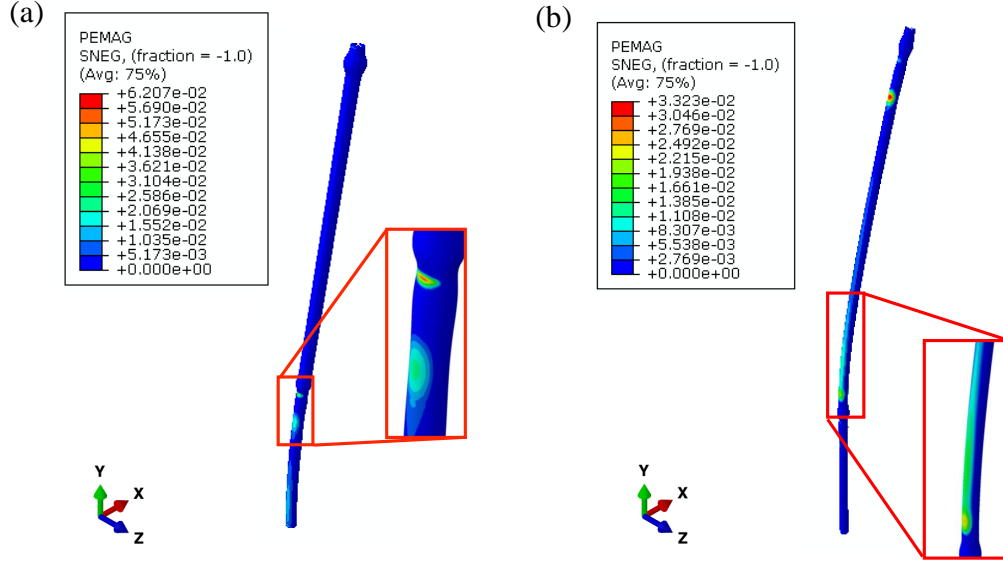 (a)
PEMAG
SNEG, (fraction = -1.0)
(Avg: 75%)
+6.207e-02
+5.690e-02
+5.173e-02
+4.655e-02
+4.138e-02
+3.621e-02
+3.104e-02
+2.586e-02
+2.069e-02
+1.552e-02
+1.035e-02
+5.173e-03
+0.000e+00
Y
X
Z
(b)
PEMAG
SNEG, (fraction = -1.0)
(Avg: 75%)
+3.323e-02
+3.046e-02
+2.769e-02
+2.492e-02
+2.215e-02
+1.938e-02
+1.661e-02
+1.385e-02
+1.108e-02
+8.307e-03
+5.538e-03
+2.769e-03
+0.000e+00
Y
X
Z